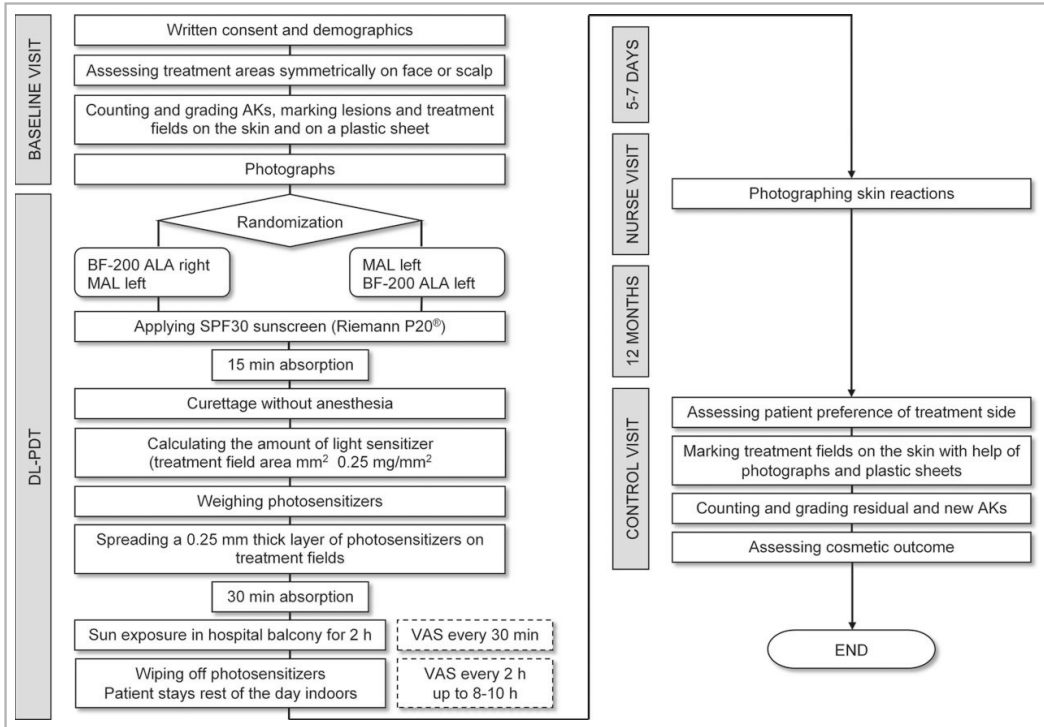 BASELINE VISIT
Written consent and demographics
Assessing treatment areas symmetrically on face or scalp
Counting and grading AKs, marking lesions and treatment
fields on the skin and on a plastic sheet
Photographs
DL-PDT
Randomization
BF-200 ALA right
MAL left
MAL left
BF-200 ALA left
Applying SPF30 sunscreen (Riemann P20®)
15 min absorption
Curettage without anesthesia
Calculating the amount of light sensitizer
(treatment field area mm² 0.25 mg/mm²
Weighing photosensitizers
Spreading a 0.25 mm thick layer of photosensitizers on
treatment fields
30 min absorption
Sun exposure in hospital balcony for 2 h
VAS every 30 min
Wiping off photosensitizers
Patient stays rest of the day indoors
VAS every 2 h
up to 8-10 h
5-7 DAYS
NURSE VISIT
Photographing skin reactions
12 MONTHS
CONTROL VISIT
Assessing patient preference of treatment side
Marking treatment fields on the skin with help of
photographs and plastic sheets
Counting and grading residual and new AKs
Assessing cosmetic outcome
END